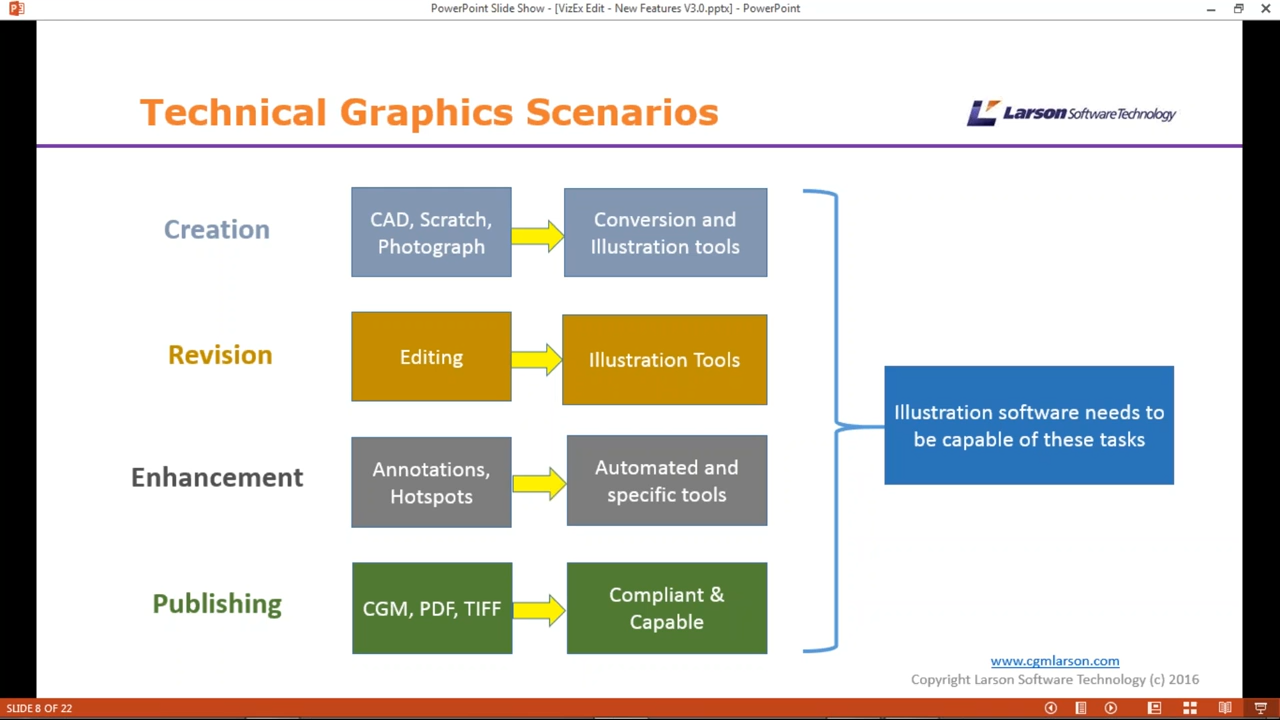 PowerPoint Slide Show - [VizEx Edit - New Features V3.0.pptx] - PowerPoint
Technical Graphics Scenarios
Larson Software Technology
Creation
CAD, Scratch,
Photograph
Conversion and
Illustration tools
Revision
Editing
Illustration Tools
Enhancement
Annotations,
Hotspots
Automated and
specific tools
Publishing
CGM, PDF, TIFF
Compliant &
Capable
Illustration software needs to
be capable of these tasks
www.cgmlarson.com
Copyright Larson Software Technology (c) 2016
SLIDE 8 OF 22